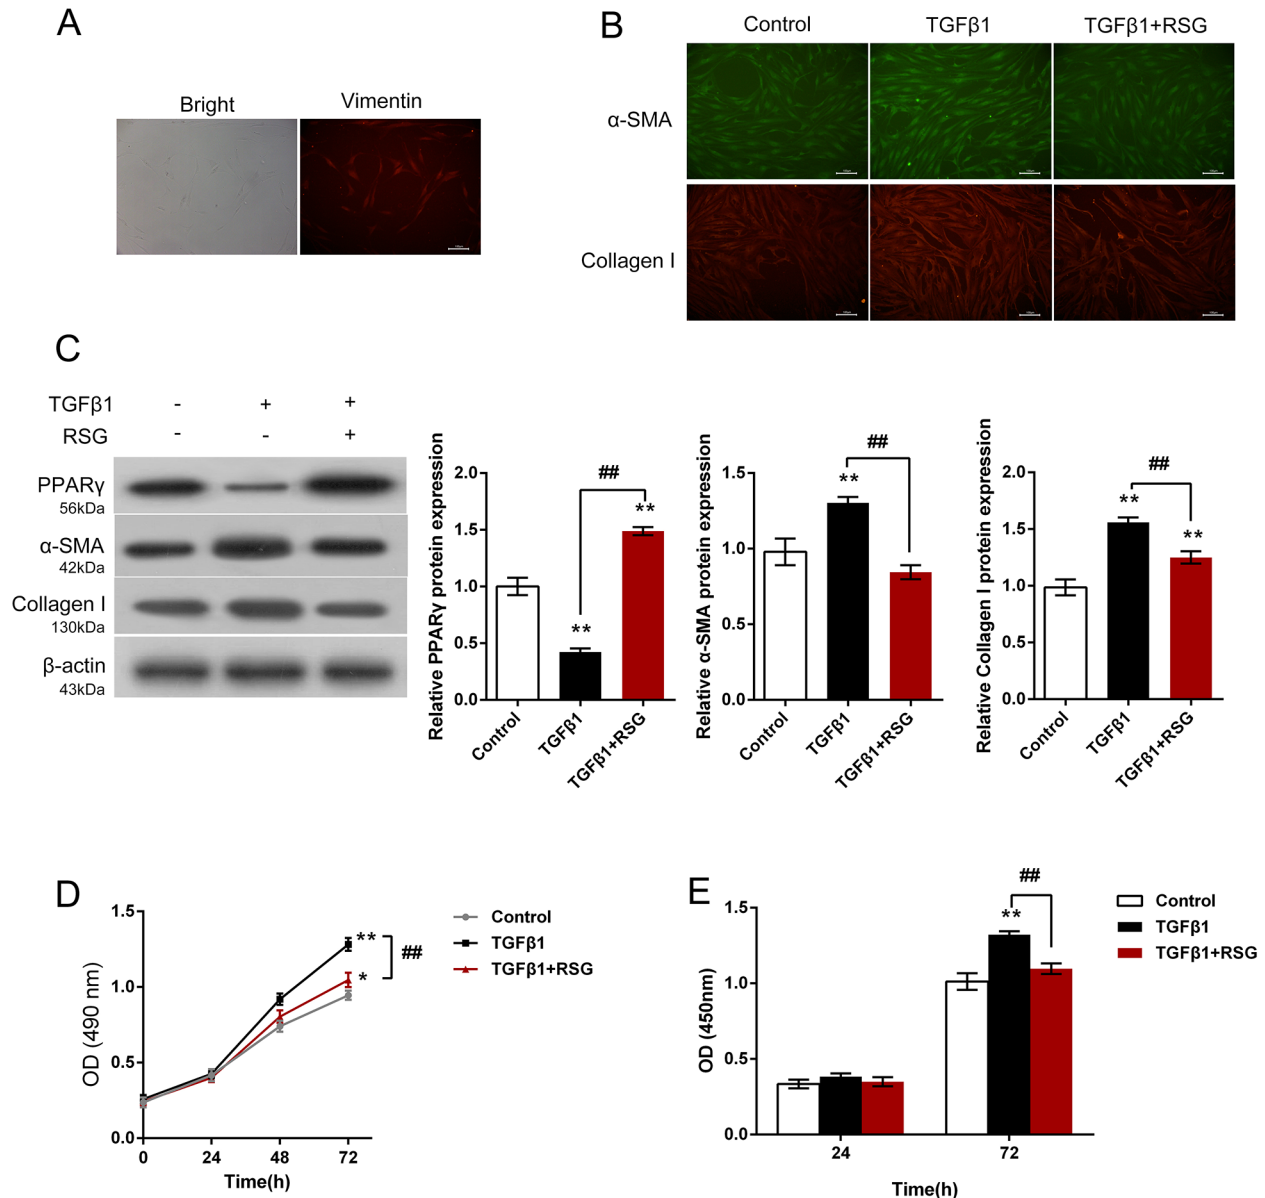 A
Bright
Vimentin
B
Control
TGFβ1
TGFβ1+RSG
α-SMA
Collagen I
C
TGFβ1 - + +
RSG - - +
PPARγ
56kDa
α-SMA
42kDa
Collagen I
130kDa
β-actin
43kDa
Relative PPARγ protein expression
2.0
1.5
1.0
0.5
0.0
##
**
**
Control
TGFβ1
TGFβ1+RSG
Relative α-SMA protein expression
1.5
1.0
0.5
0.0
##
**
Control
TGFβ1
TGFβ1+RSG
Relative Collagen I protein expression
2.0
1.5
1.0
0.5
0.0
##
**
**
Control
TGFβ1
TGFβ1+RSG
D
OD (490 nm)
1.5
1.0
0.5
0.0
0 24 48 72
Time(h)
**
*
##
Control
TGFβ1
TGFβ1+RSG
E
OD (450nm)
1.5
1.0
0.5
0.0
24 72
Time(h)
##
**
Control
TGFβ1
TGFβ1+RSG